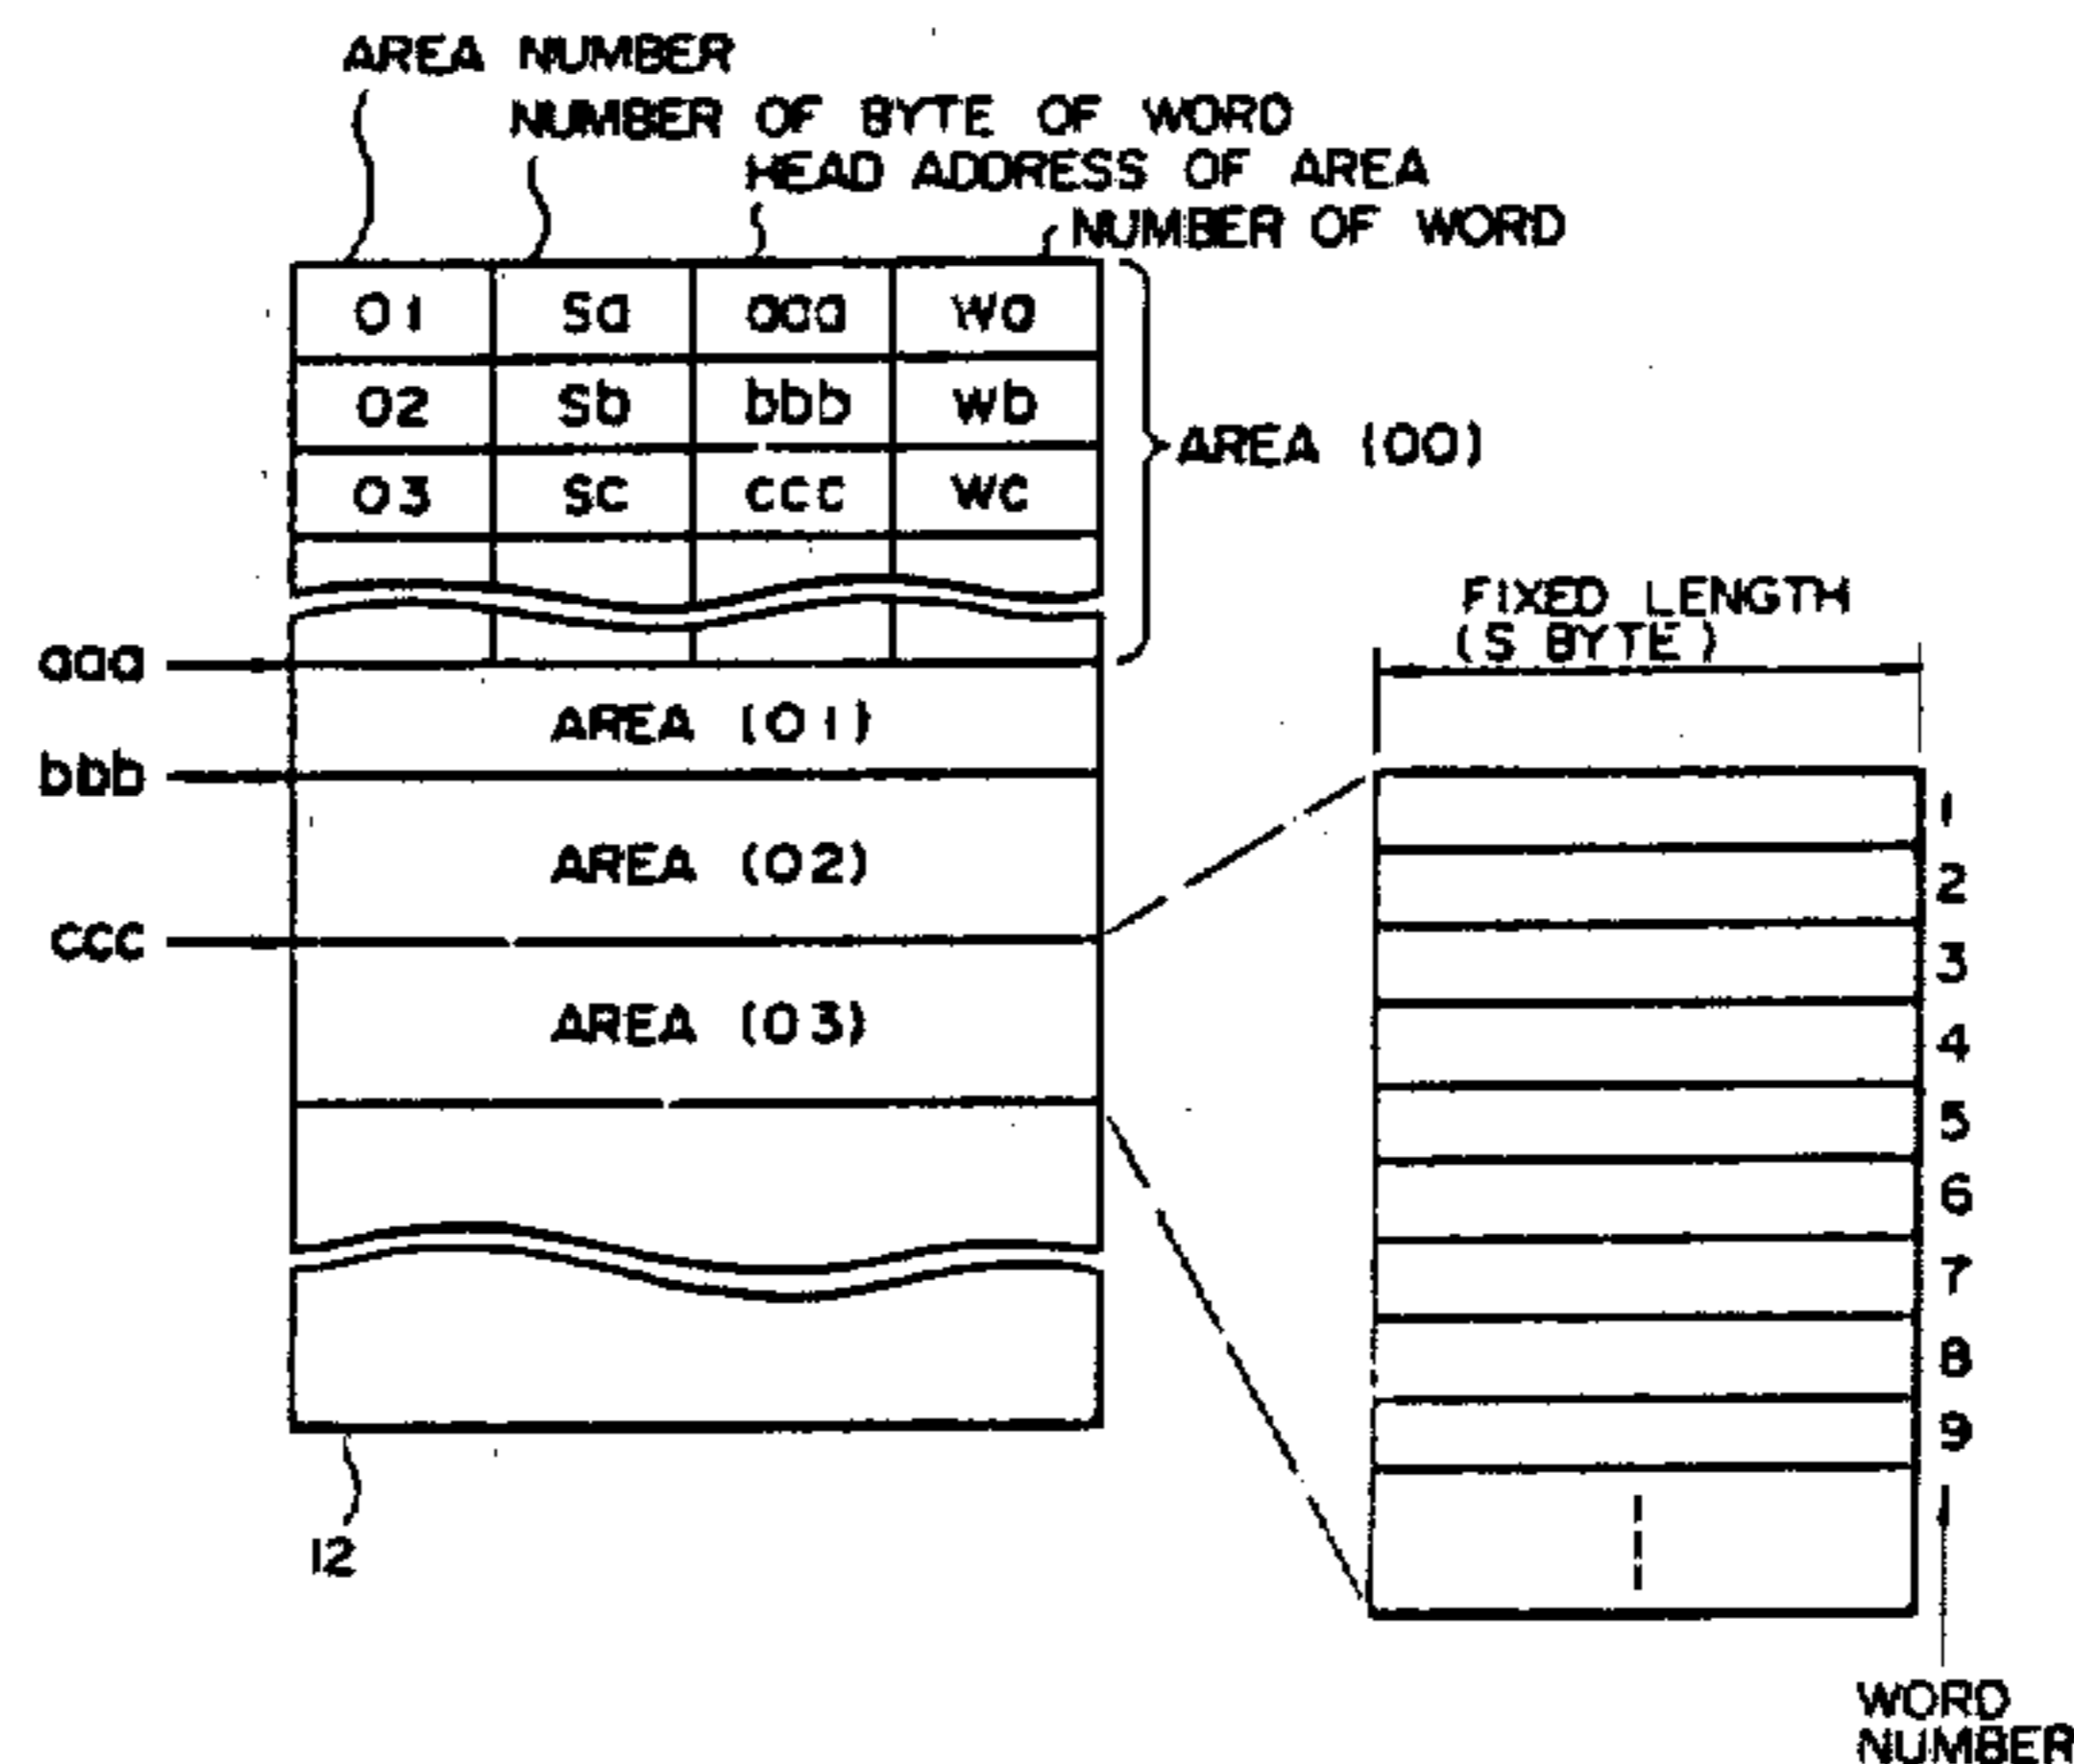 AREA NUMBER
NUMBER OF BYTE OF WORD
HEAD ADDRESS OF AREA
NUMBER OF WORD
01 Sa aaa Wa
02 Sb bbb Wb
03 Sc ccc Wc
AREA (00)
FIXED LENGTH
(S BYTE)
aaa
AREA (01)
bbb
AREA (02)
ccc
AREA (03)
1
2
3
4
5
6
7
8
9
12
WORD
NUMBER